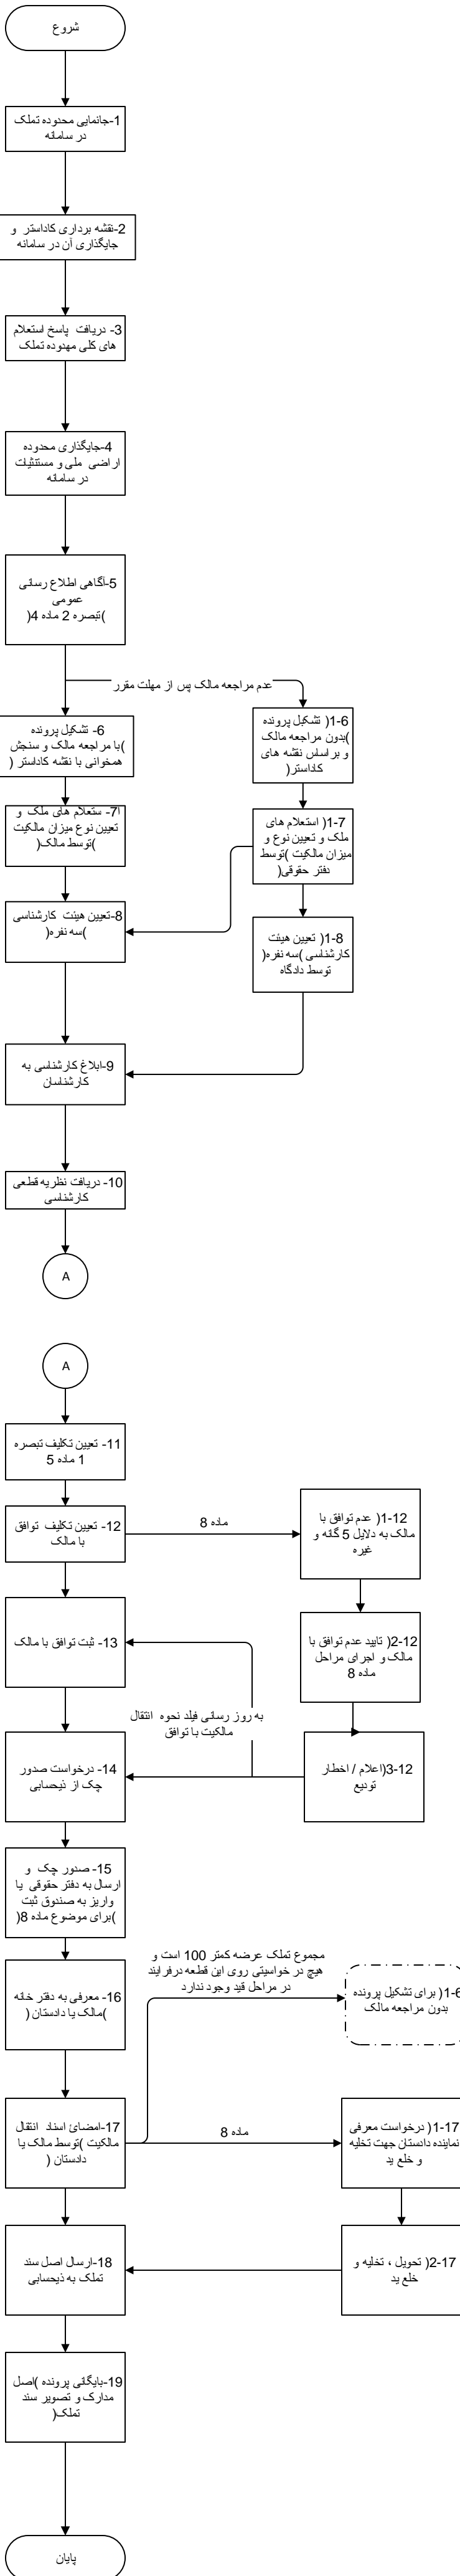 شروع
1-جانمایی محدوده تملک
در سامانه
2-نقشه برداری کاداستر و
جایگذاری آن در سامانه
3- دریافت پاسخ استعلام
های کلی مهدوده تملک
4-جایگذاری محدوده
اراضی ملی و مستثنیات
در سامانه
5-آگاهی اطلاع رسانی
عمومی
)تبصره 2 ماده 4(
عدم مراجعه مالک پس از مهلت مقرر
6- تشکیل پرونده
)با مراجعه مالک و سنجش
همخوانی با نقشه کاداستر (
1-6( تشکیل پرونده
)بدون مراجعه مالک
و بر اساس نقشه های
کاداستر(
7- استعلام های ملک و
تعیین نوع میزان مالکیت
)توسط مالک(
1-7( استعلام های
ملک و تعیین نوع و
میزان مالکیت )توسط
دفتر حقوقی(
8-تعیین هیئت کارشناسی
)سه نفره(
1-8( تعیین هیئت
کارشناسی )سه نفره(
توسط دادگاه
9-ابلاغ کارشناسی به
کارشناسان
10- دریافت نظریه قطعی
کارشناسی
A
A
11- تعیین تکلیف تبصره
1 ماده 5
12- تعیین تکلیف توافق
با مالک
ماده 8
1-12( عدم توافق با
مالک به دلایل 5 گانه و
غیره
13- ثبت توافق با مالک
2-12( تایید عدم توافق با
مالک و اجرای مراحل
ماده 8
به روز رسانی فیلد نحوه انتقال
مالکیت با توافق
14- درخواست صدور
چک از ذیحسابی
3-12(اعلام / اخطار
تودیع
15- صدور چک و
ارسال به دفتر حقوقی یا
واریز به صندوق ثبت
)برای موضوع ماده 8(
مجموع تملک عرضه کمتر 100 است و
هیچ در خواسیتی روی این قطعه درفرایند
در مراحل قید وجود ندارد
16- معرفی به دفتر خانه
)مالک یا دادستان (
1-6( برای تشکیل پرونده
بدون مراجعه مالک
17-امضائ اسناد انتقال
مالکیت )توسط مالک یا
دادستان (
ماده 8
1-17( درخواست معرفی
نماینده دادستان جهت تخلیه
و خلع ید
18-ارسال اصل سند
تملک به ذیحسابی
2-17( تحویل ، تخلیه و
خلع ید
19-بایگانی پرونده )اصل
مدارک و تصویر سند
تملک(
پایان